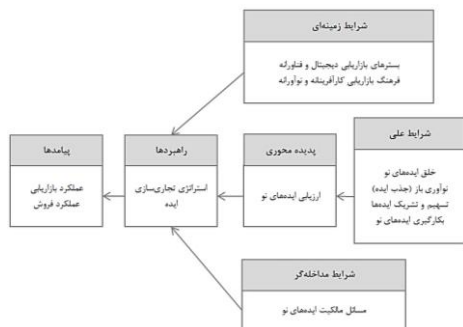 شرایط زمینه‌ای
بسترهای بازاریابی دیجیتال و فناورانه
فرهنگ بازاریابی کارآفرینانه و نوآورانه
شرایط علی
خلق ایده‌های نو
نوآوری باز (جذب ایده)
تسهیم و تشریک ایده‌ها
بکارگیری ایده‌های نو
پدیده محوری
ارزیابی ایده‌های نو
راهبردها
استراتژی تجاری‌سازی
ایده
پیامدها
عملکرد بازاریابی
عملکرد فروش
شرایط مداخله‌گر
مسائل مالکیت ایده‌های نو